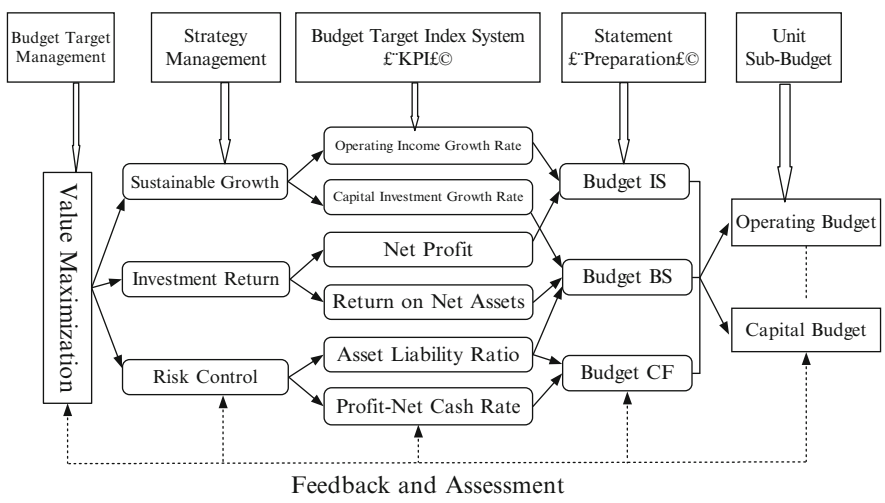 Budget Target
Management
Strategy
Management
Budget Target Index System
£¨KPI£©
Statement
£¨Preparation£©
Unit
Sub-Budget
Value Maximization
Sustainable Growth
Investment Return
Risk Control
Operating Income Growth Rate
Capital Investment Growth Rate
Net Profit
Return on Net Assets
Asset Liability Ratio
Profit-Net Cash Rate
Budget IS
Budget BS
Budget CF
Operating Budget
Capital Budget
Feedback and Assessment